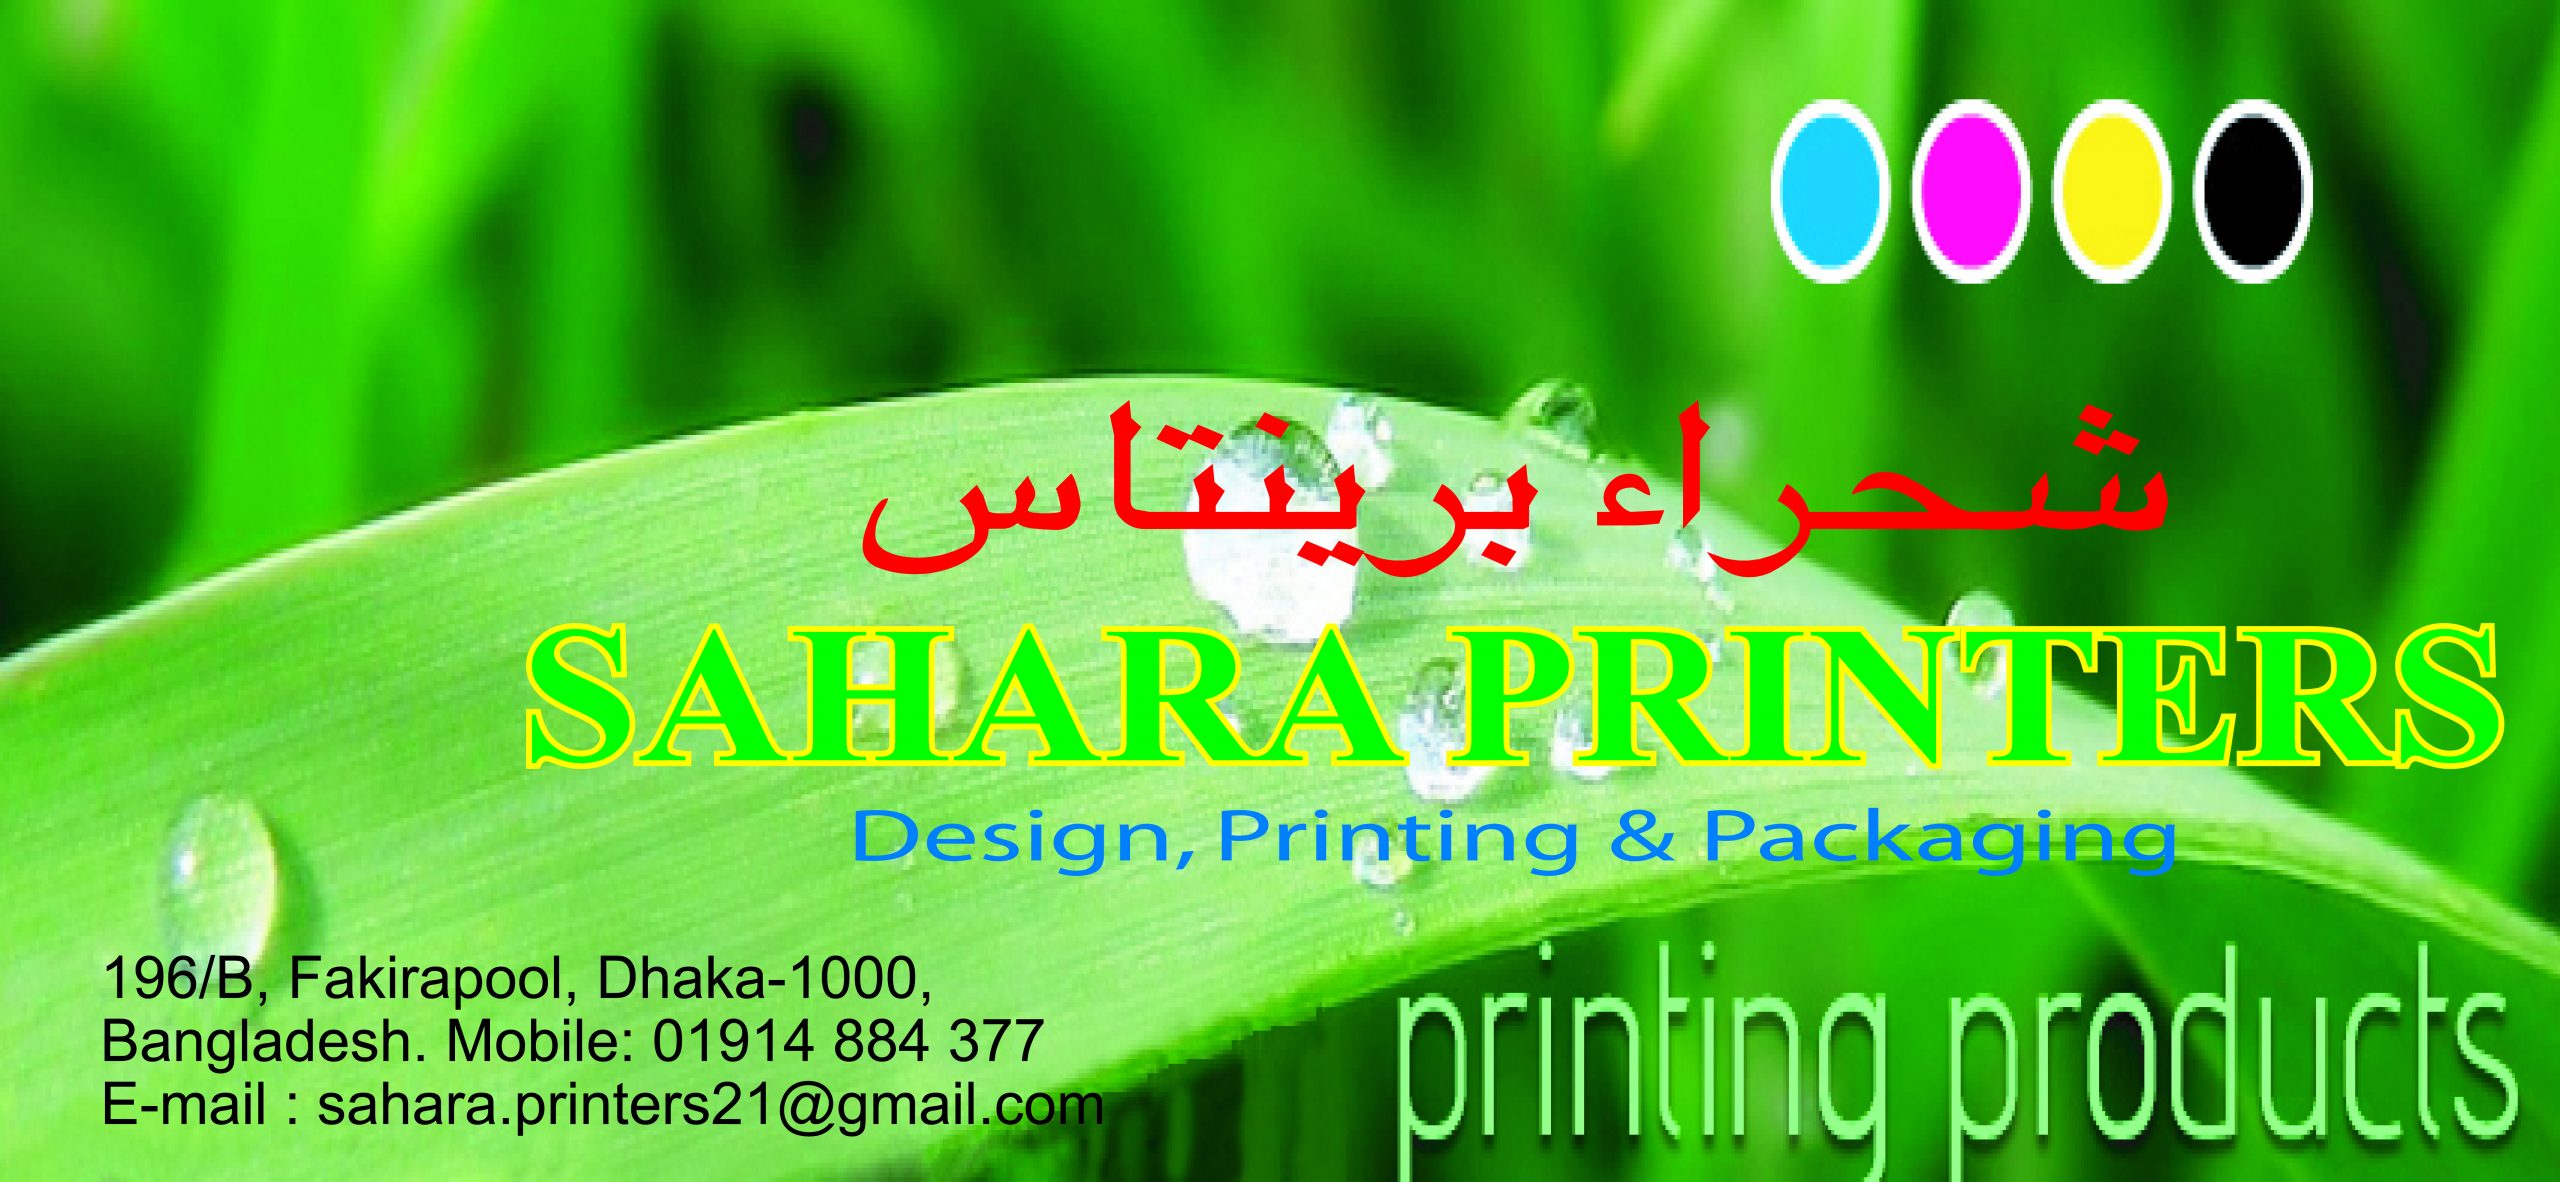 شحراء برينتاس
SAHARA PRINTERS
Design, Printing & Packaging
196/B, Fakirapool, Dhaka-1000,
Bangladesh. Mobile: 01914 884 377
E-mail : sahara.printers21@gmail.com
printing products